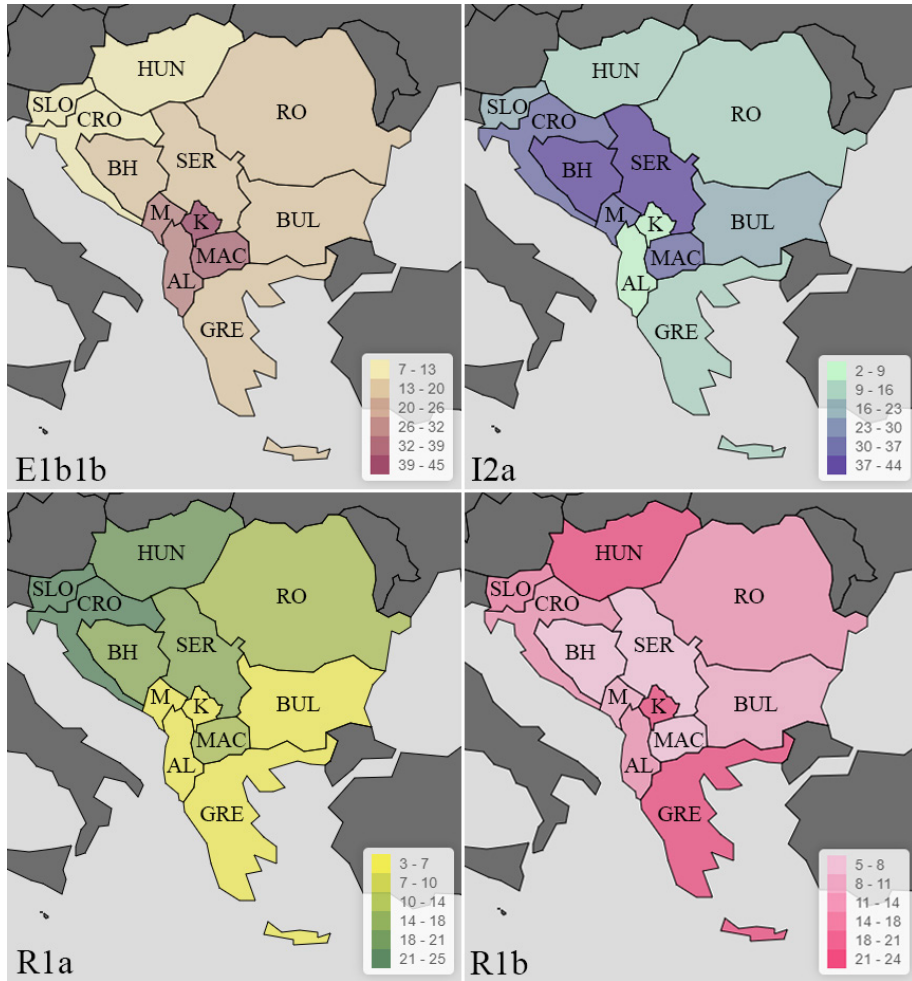 HUN
SLO
CRO
RO
BH
SER
M
K
BUL
MAC
AL
GRE
7 - 13
13 - 20
20 - 26
26 - 32
32 - 39
39 - 45
E1b1b
HUN
SLO
CRO
RO
BH
SER
M
K
BUL
MAC
AL
GRE
2 - 9
9 - 16
16 - 23
23 - 30
30 - 37
37 - 44
I2a
HUN
SLO
CRO
RO
BH
SER
M
K
BUL
MAC
AL
GRE
3 - 7
7 - 10
10 - 14
14 - 18
18 - 21
21 - 25
R1a
HUN
SLO
CRO
RO
BH
SER
M
K
BUL
MAC
AL
GRE
5 - 8
8 - 11
11 - 14
14 - 18
18 - 21
21 - 24
R1b